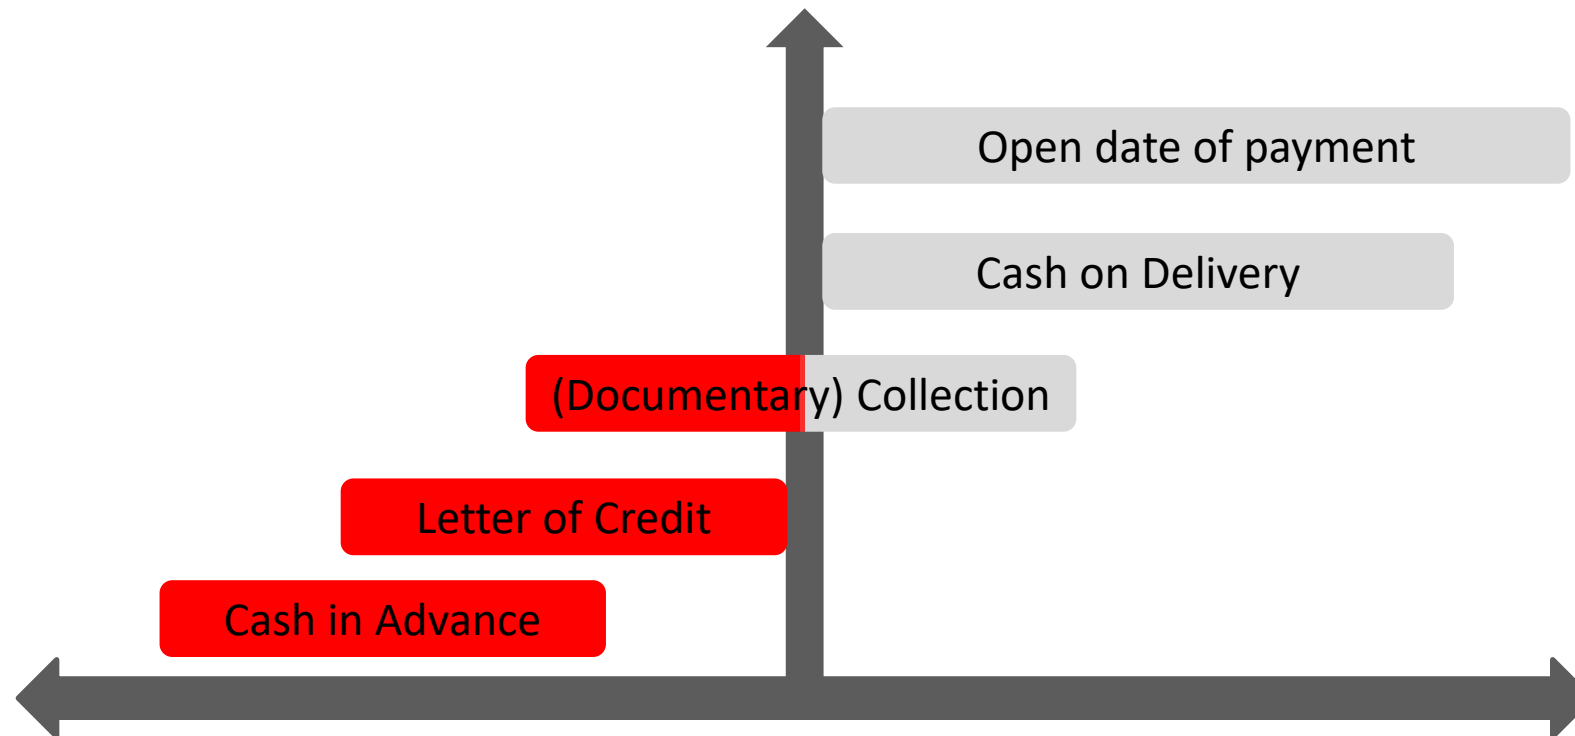 Open date of payment
Cash on Delivery
(Documentary) Collection
Letter of Credit
Cash in Advance